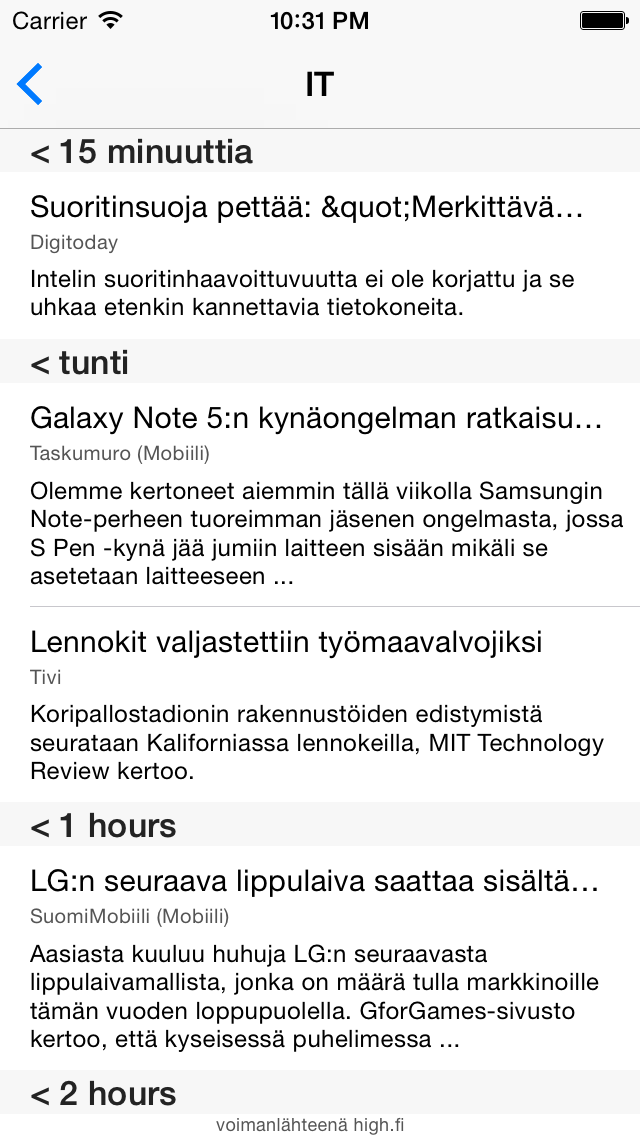 Carrier 10:31 PM
IT
< 15 minuuttia
Suoritinsuoja pettää: &quot;Merkittävä...
Digitoday
Intelin suoritinhaavoittuvuutta ei ole korjattu ja se
uhkaa etenkin kannettavia tietokoneita.
< tunti
Galaxy Note 5:n kynäongelman ratkaisu...
Taskumuro (Mobiili)
Olemme kertoneet aiemmin tällä viikolla Samsungin
Note-perheen tuoreimman jäsenen ongelmasta, jossa
S Pen -kynä jää jumiin laitteen sisään mikäli se
asetetaan laitteeseen ...
Lennokit valjastettiin työmaavalvojiksi
Tivi
Koripallostadionin rakennustöiden edistymistä
seurataan Kaliforniassa lennokeilla, MIT Technology
Review kertoo.
< 1 hours
LG:n seuraava lippulaiva saattaa sisältä...
SuomiMobiili (Mobiili)
Aasiasta kuuluu huhuja LG:n seuraavasta
lippulaivamallista, jonka on määrä tulla markkinoille
tämän vuoden loppupuolella. GforGames-sivusto
kertoo, että kyseisessä puhelimessa ...
< 2 hours
voimanlähteenä high.fi